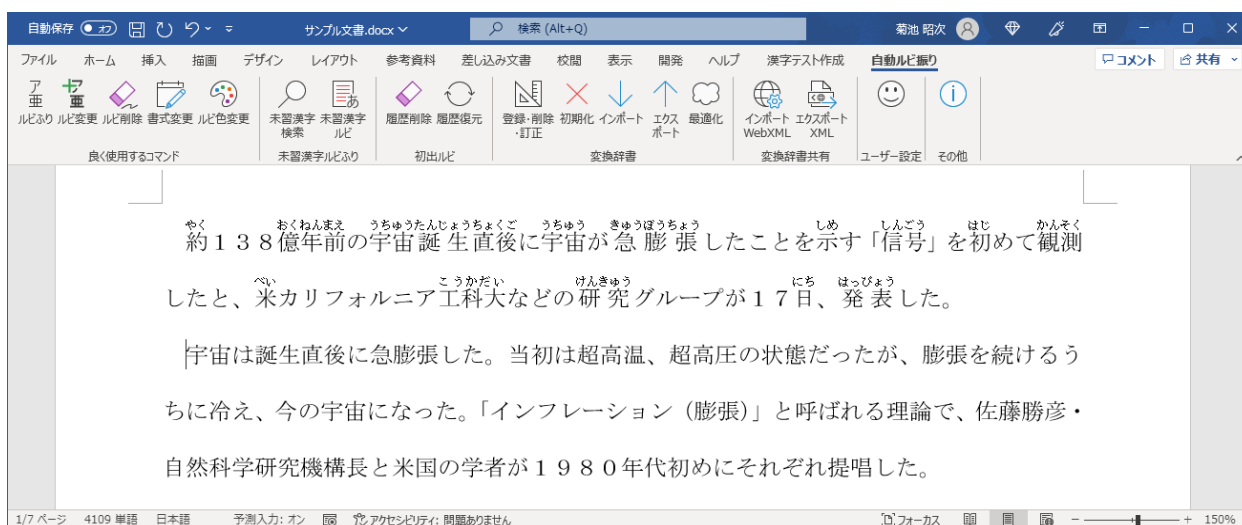 自動保存 オフ サンプル文書.docx 検索 (Alt+Q) 菊池 昭次
ファイル ホーム 挿入 描画 デザイン レイアウト 参考資料 差し込み文書 校閲 表示 開発 ヘルプ 漢字テスト作成 自動ルビ振り コメント 共有
ア亜 ア亜
ルビふり ルビ変更 ルビ削除 書式変更 ルビ色変更 未習漢字検索 未習漢字ルビ 履歴削除 履歴復元 登録・削除・訂正 初期化 インポート エクスポート 最適化 インポート WebXML エクスポート XML
良く使用するコマンド 未習漢字ルビふり 初出ルビ 変換辞書 変換辞書共有 ユーザー設定 その他
やく おくねんまえ うちゅうたんじょうちょくご うちゅう きゅうぼうちょう しめ しんごう はじ かんそく
約138億年前の宇宙誕生直後に宇宙が急膨張したことを示す「信号」を初めて観測
べい こうかだい けんきゅう にち はっぴょう
したと、米カリフォルニア工科大などの研究グループが17日、発表した。
宇宙は誕生直後に急膨張した。当初は超高温、超高圧の状態だったが、膨張を続けるう
ちに冷え、今の宇宙になった。「インフレーション（膨張）」と呼ばれる理論で、佐藤勝彦・
自然科学研究機構長と米国の学者が1980年代初めにそれぞれ提唱した。
1/7 ページ 4109 単語 日本語 予測入力: オン アクセシビリティ: 問題ありません フォーカス 150%